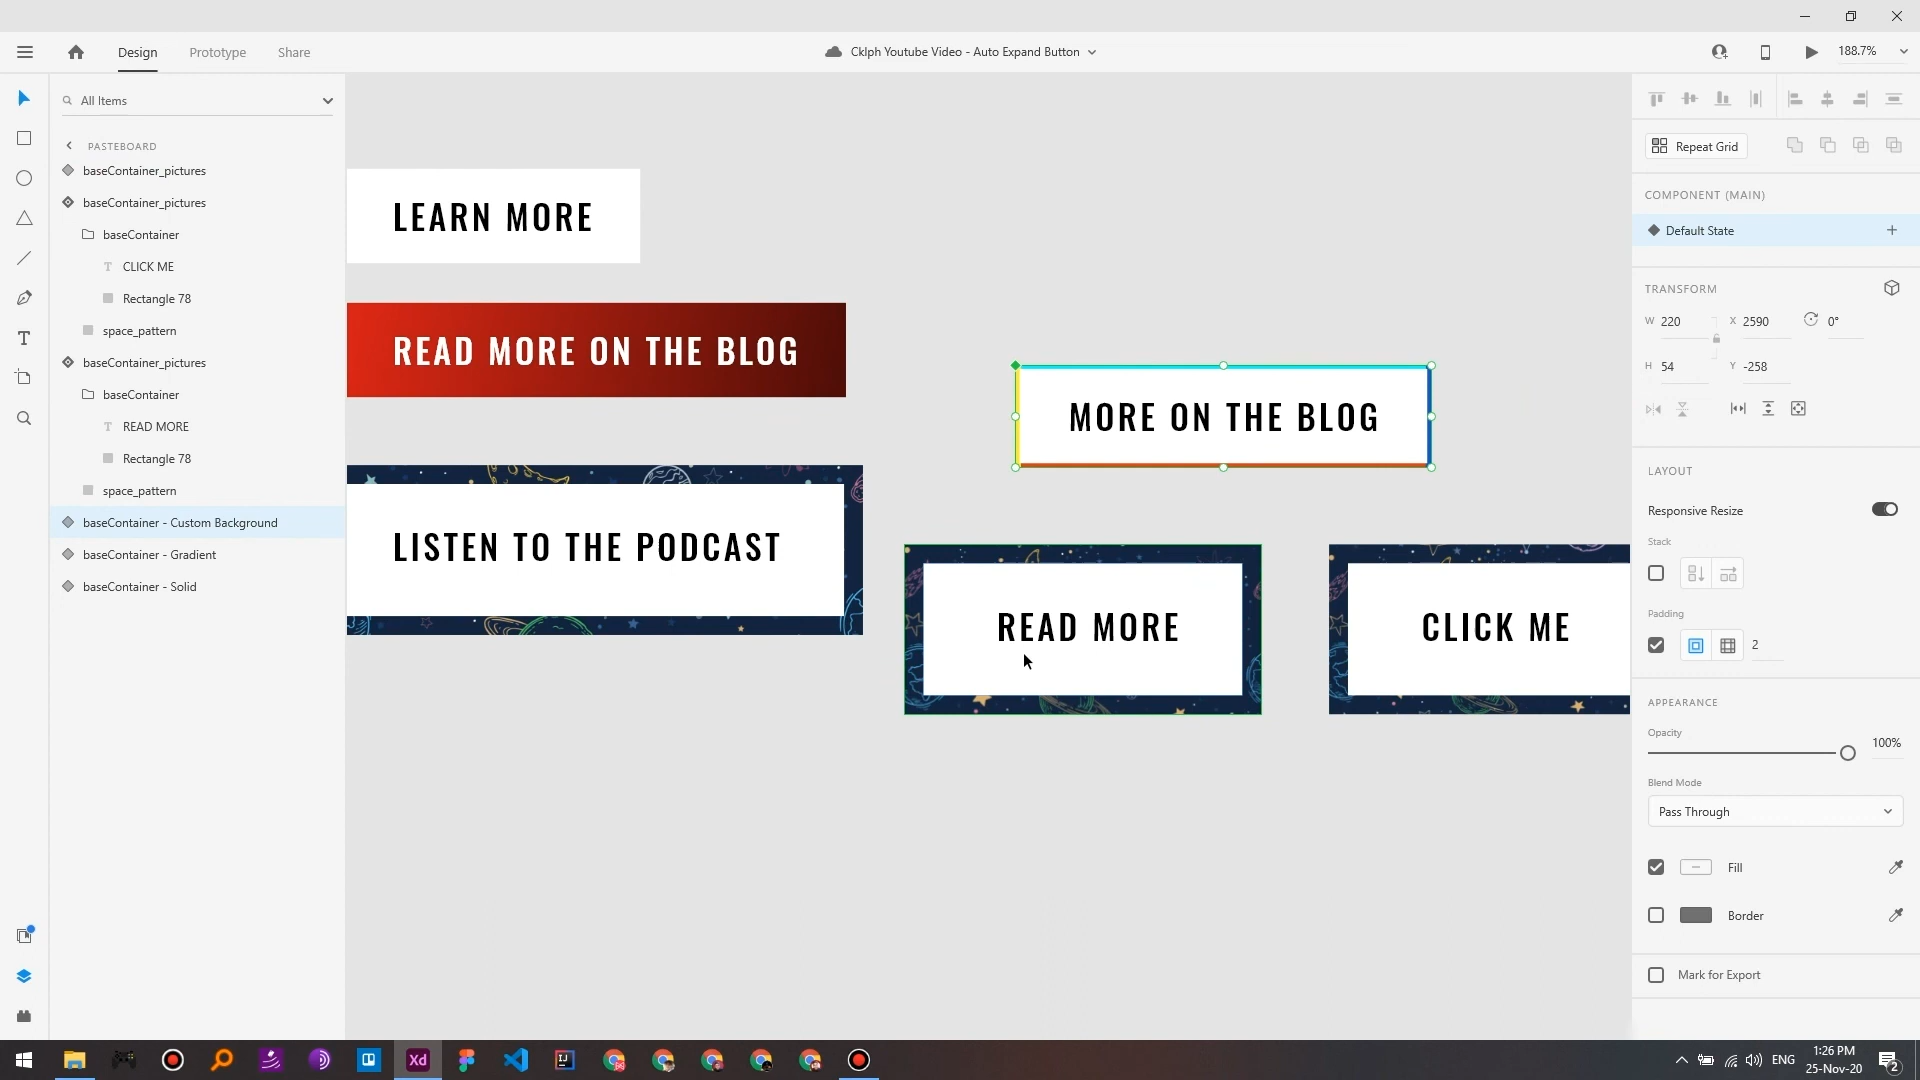 Design
Prototype
Share
Cklph Youtube Video - Auto Expand Button
188.7%
All Items
PASTEBOARD
baseContainer_pictures
baseContainer_pictures
baseContainer
T CLICK ME
Rectangle 78
space_pattern
baseContainer_pictures
baseContainer
T READ MORE
Rectangle 78
space_pattern
baseContainer - Custom Background
baseContainer - Gradient
baseContainer - Solid
LEARN MORE
READ MORE ON THE BLOG
LISTEN TO THE PODCAST
MORE ON THE BLOG
READ MORE
CLICK ME
Repeat Grid
COMPONENT (MAIN)
Default State
TRANSFORM
W 220
X 2590
0°
H 54
Y -258
LAYOUT
Responsive Resize
Stack
Padding
2
APPEARANCE
Opacity
100%
Blend Mode
Pass Through
Fill
Border
Mark for Export
Xd
IJ
ENG
1:26 PM
25-Nov-20
2